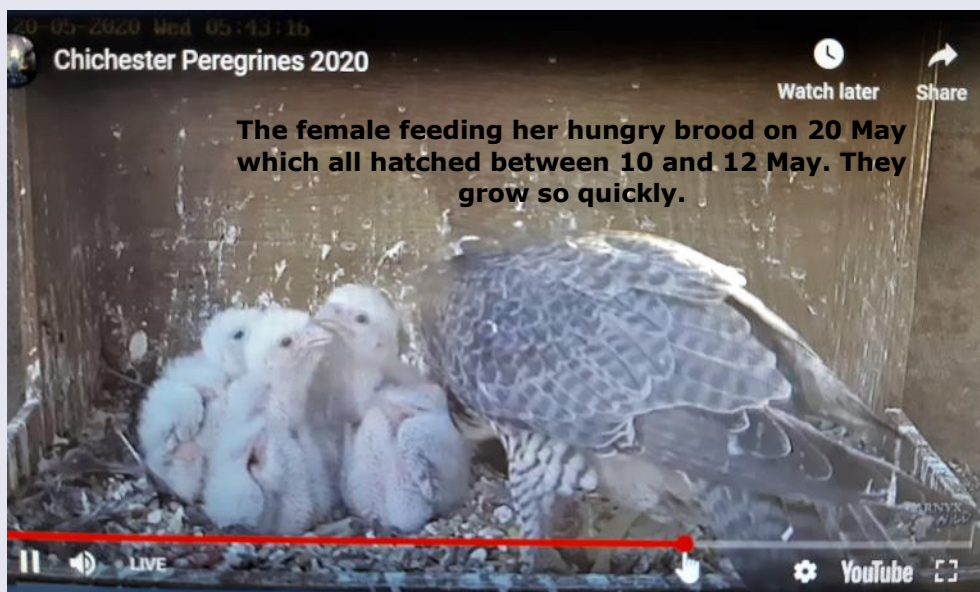 20-05-2020 Wed 05:43:16
Chichester Peregrines 2020
Watch later
Share
The female feeding her hungry brood on 20 May
which all hatched between 10 and 12 May. They
grow so quickly.
LIVE
YouTube